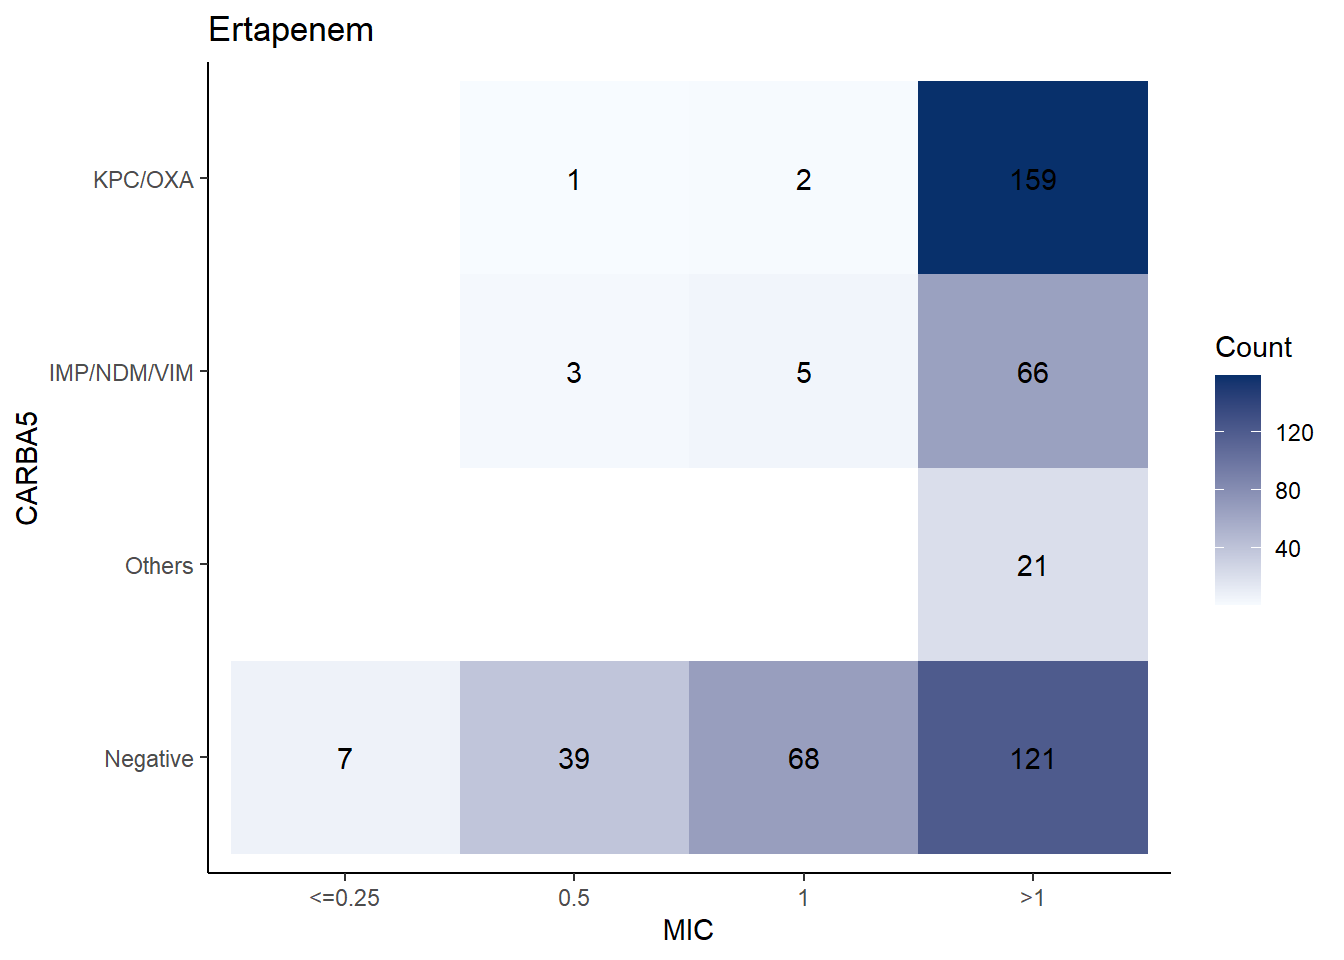 Ertapenem
KPC/OXA
1 2 159
IMP/NDM/VIM
3 5 66
Others
21
Negative
7 39 68 121
CARBA5
<=0.25 0.5 1 >1
MIC
Count
120
80
40